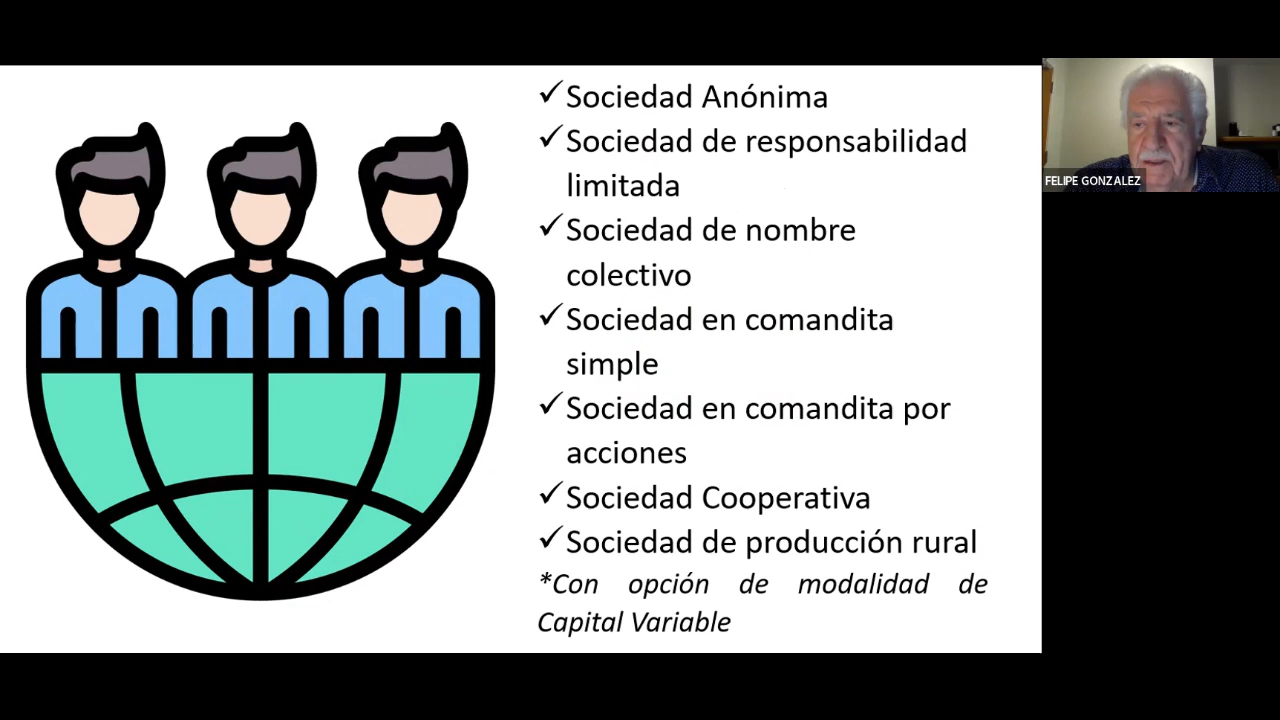 ✓Sociedad Anónima
✓Sociedad de responsabilidad
limitada
✓Sociedad de nombre
colectivo
✓Sociedad en comandita
simple
✓Sociedad en comandita por
acciones
✓Sociedad Cooperativa
✓Sociedad de producción rural
*Con opción de modalidad de
Capital Variable
FELIPE GONZALEZ